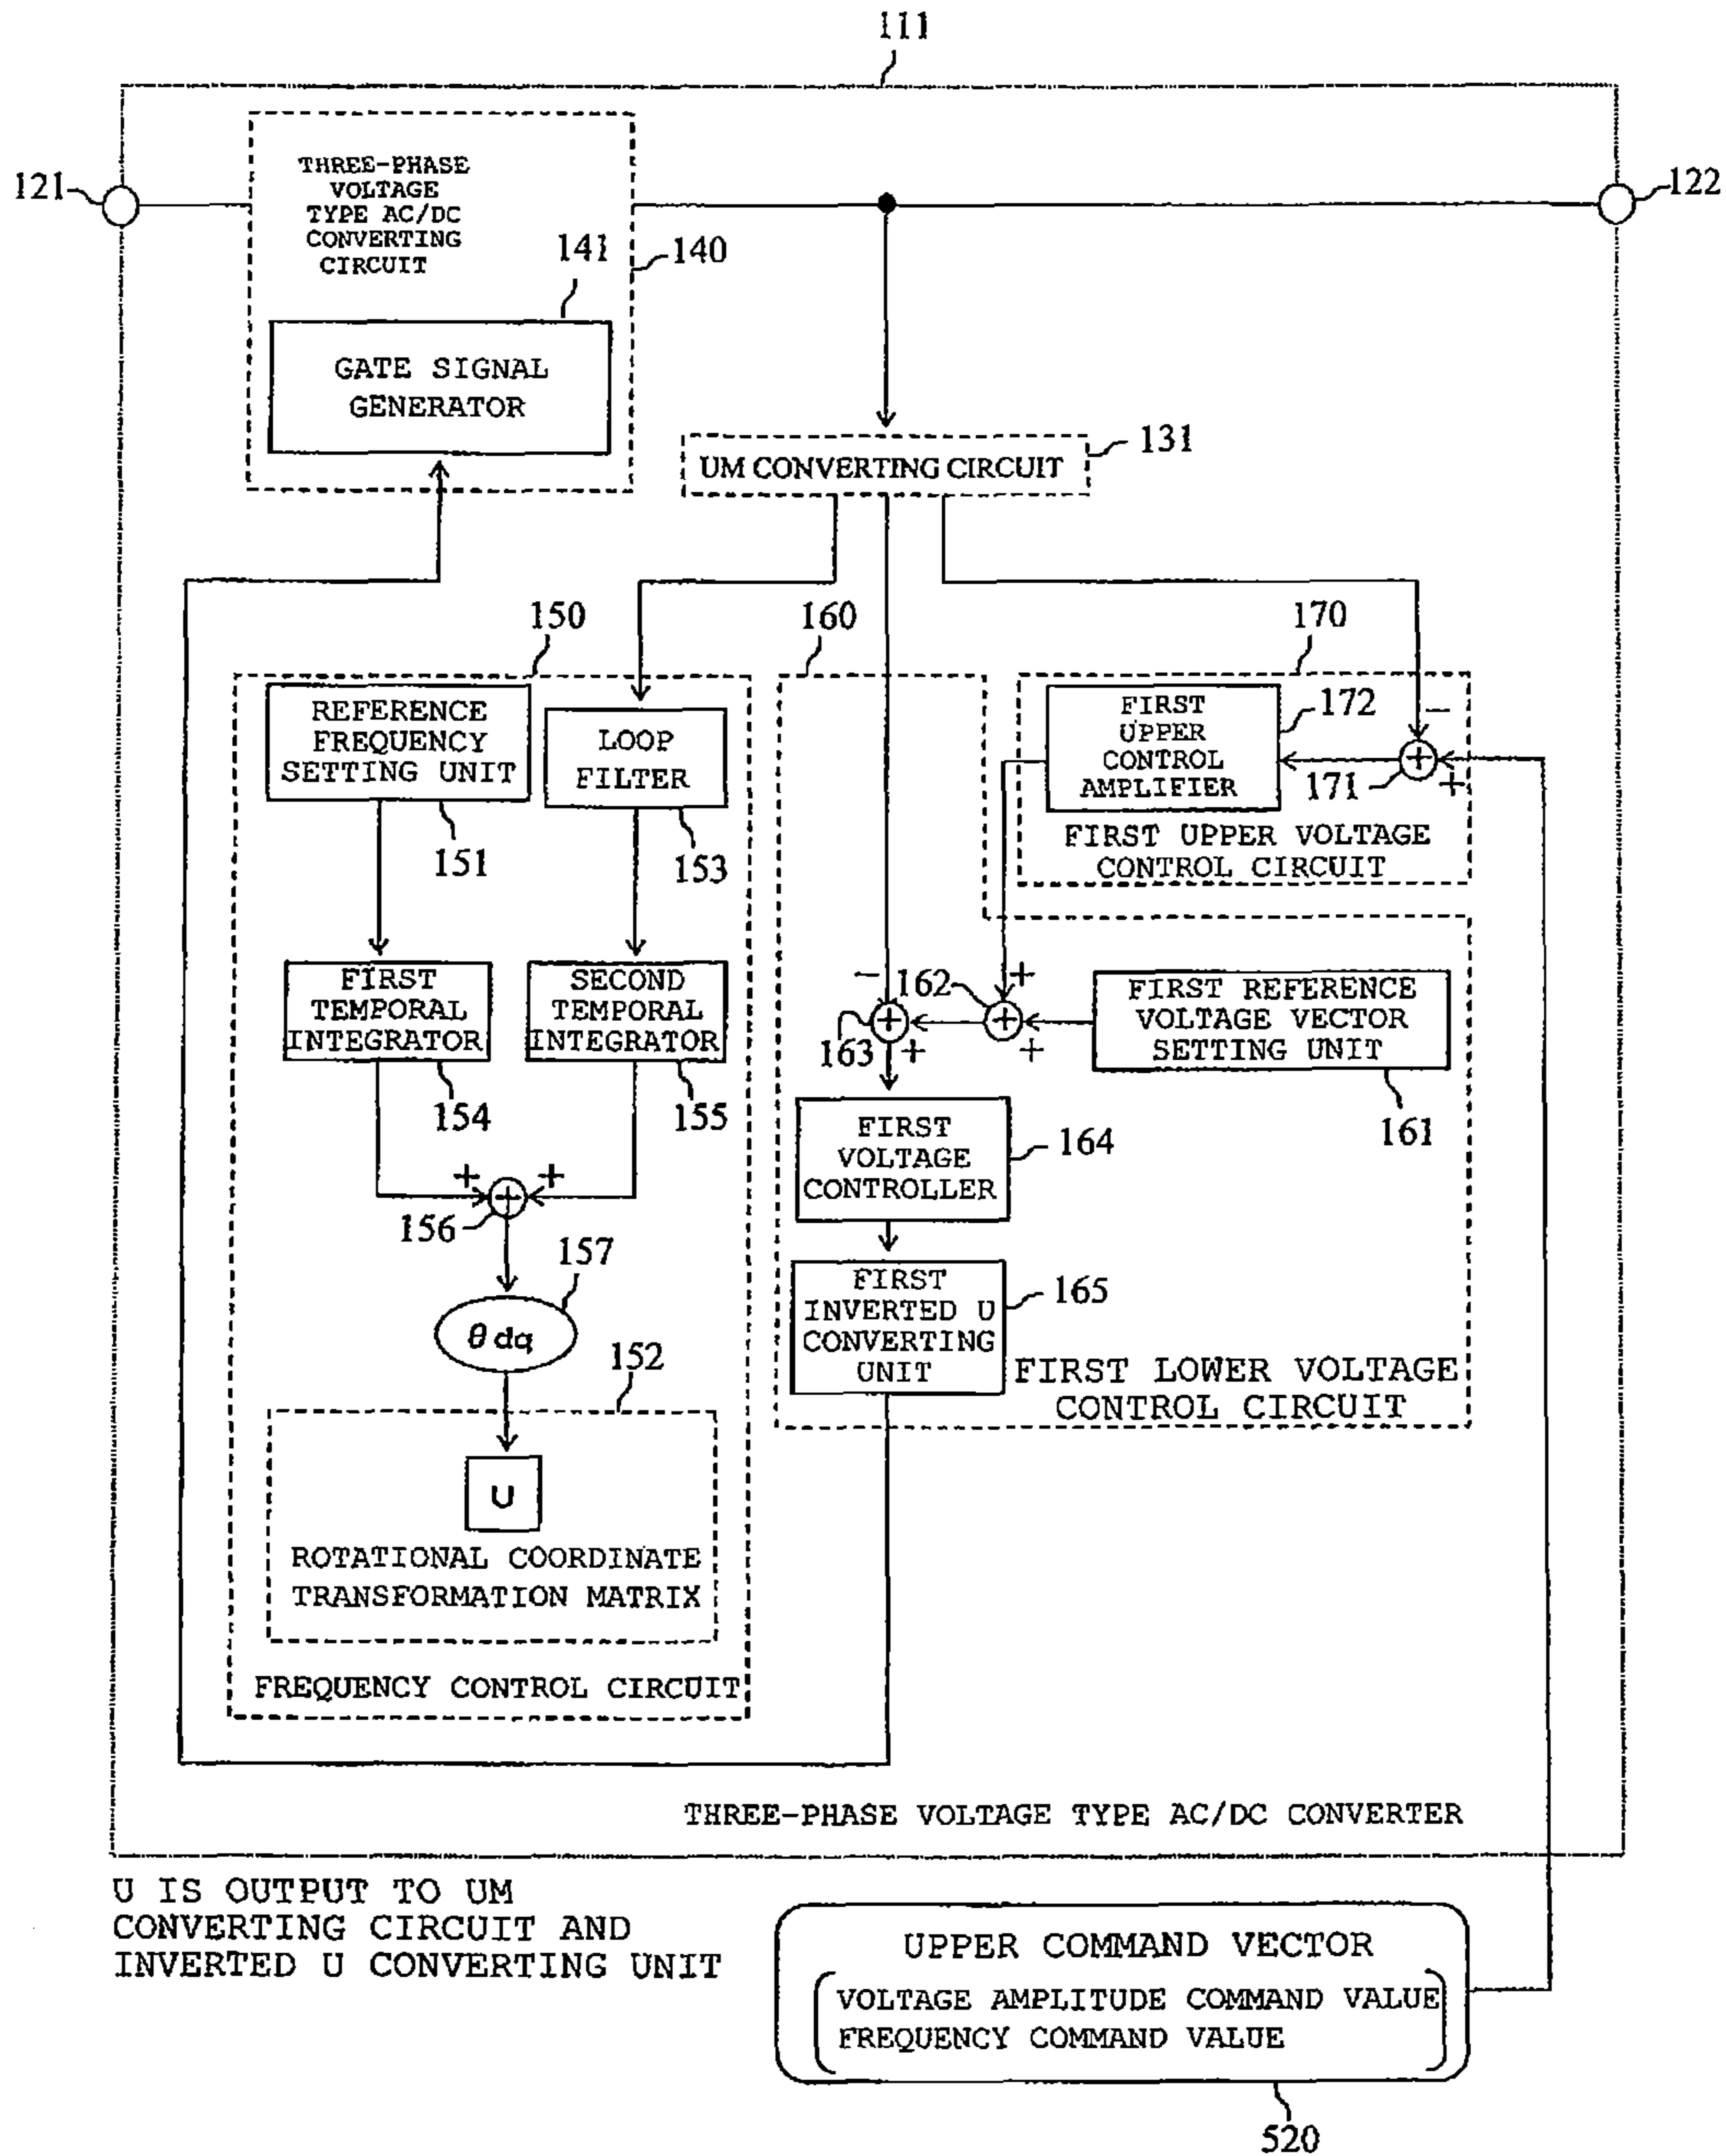 111
121
THREE-PHASE
VOLTAGE
TYPE AC/DC
CONVERTING
CIRCUIT
122
141
140
GATE SIGNAL
GENERATOR
131
UM CONVERTING CIRCUIT
150
160
170
REFERENCE
FREQUENCY
SETTING UNIT
LOOP
FILTER
151
153
FIRST
UPPER
CONTROL
AMPLIFIER
172
−
171
+
+
FIRST UPPER VOLTAGE
CONTROL CIRCUIT
FIRST
TEMPORAL
INTEGRATOR
SECOND
TEMPORAL
INTEGRATOR
154
155
−
162
+
+
+
163
+
+
FIRST REFERENCE
VOLTAGE VECTOR
SETTING UNIT
161
FIRST
VOLTAGE
CONTROLLER
164
+
+
+
156
157
θdq
FIRST
INVERTED U
CONVERTING
UNIT
165
FIRST LOWER VOLTAGE
CONTROL CIRCUIT
152
U
ROTATIONAL COORDINATE
TRANSFORMATION MATRIX
FREQUENCY CONTROL CIRCUIT
THREE-PHASE VOLTAGE TYPE AC/DC CONVERTER
U IS OUTPUT TO UM
CONVERTING CIRCUIT AND
INVERTED U CONVERTING UNIT
UPPER COMMAND VECTOR
VOLTAGE AMPLITUDE COMMAND VALUE
FREQUENCY COMMAND VALUE
520